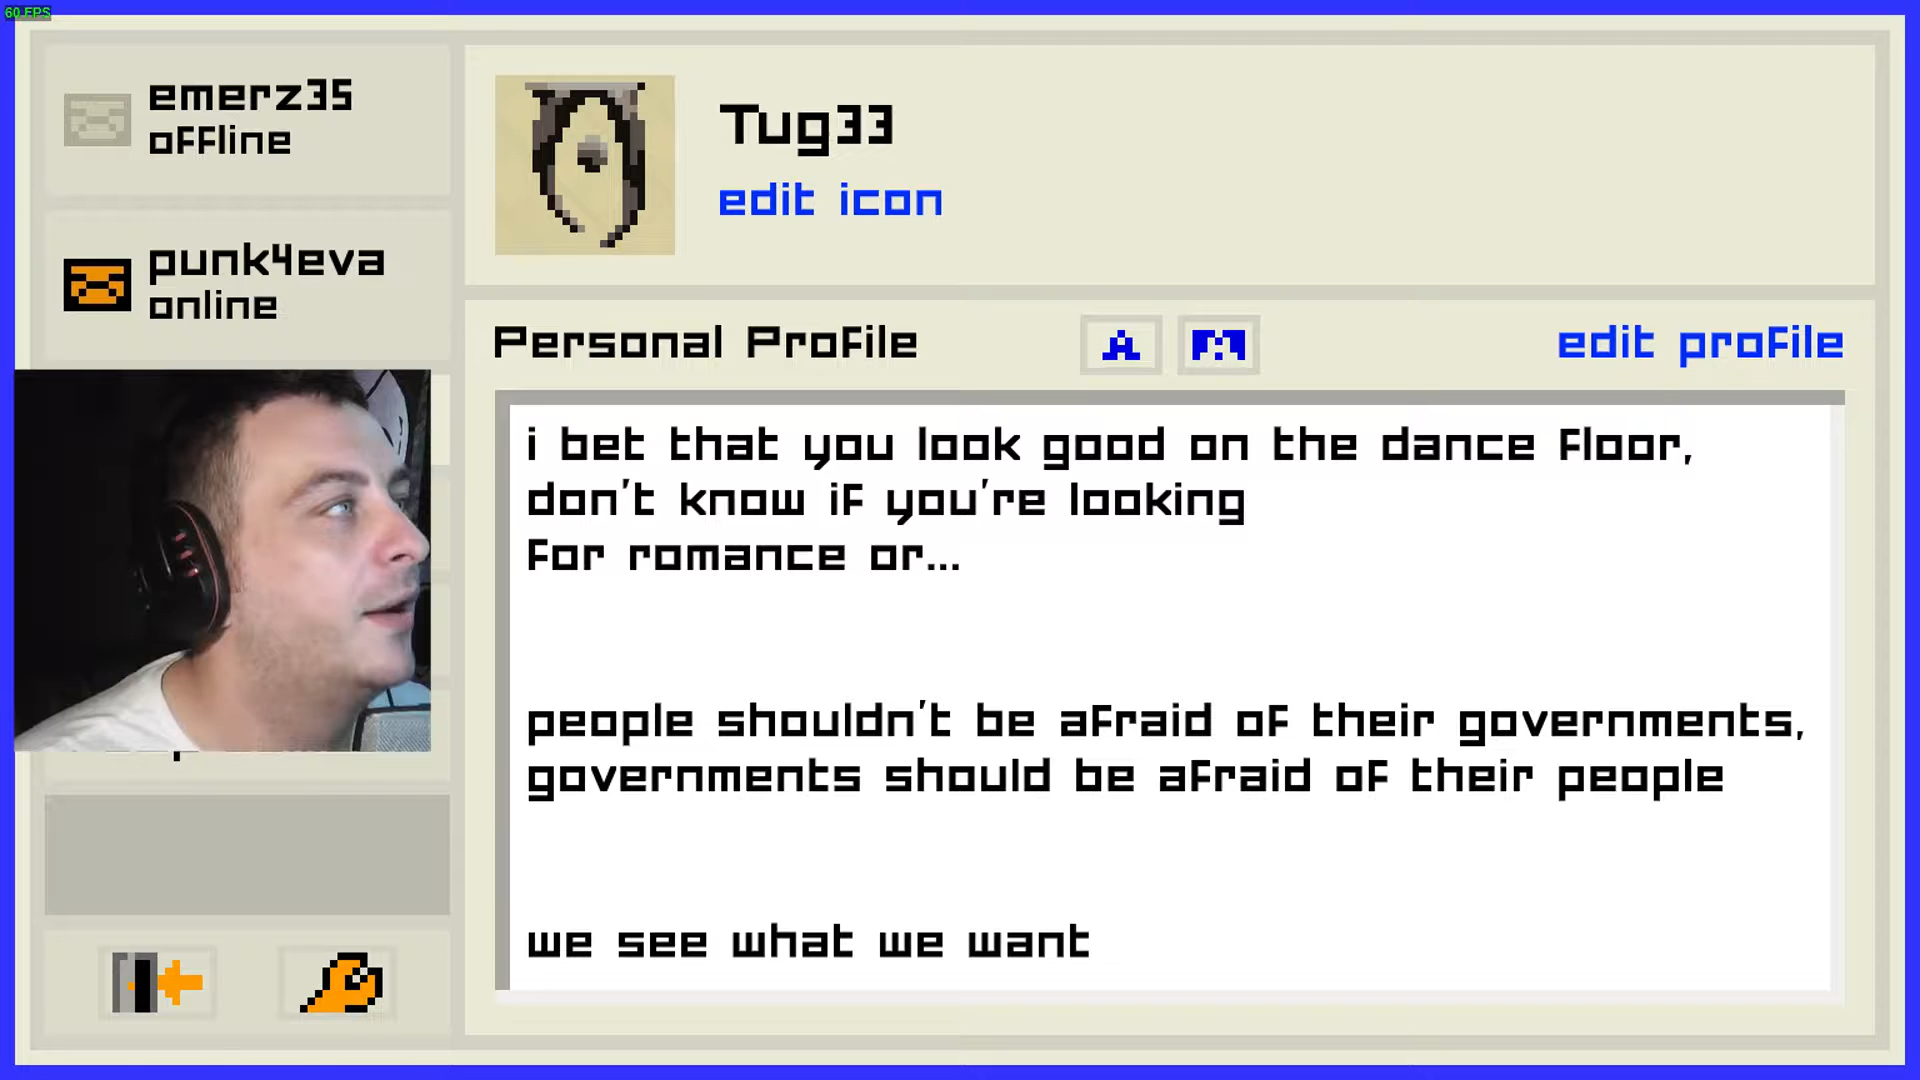 60 FPS
emerz35
offline
punk4eva
online
Tug33
edit icon
Personal Profile
edit profile
i bet that you look good on the dance floor,
don't know if you're looking
for romance or...
people shouldn't be afraid of their governments,
governments should be afraid of their people
we see what we want